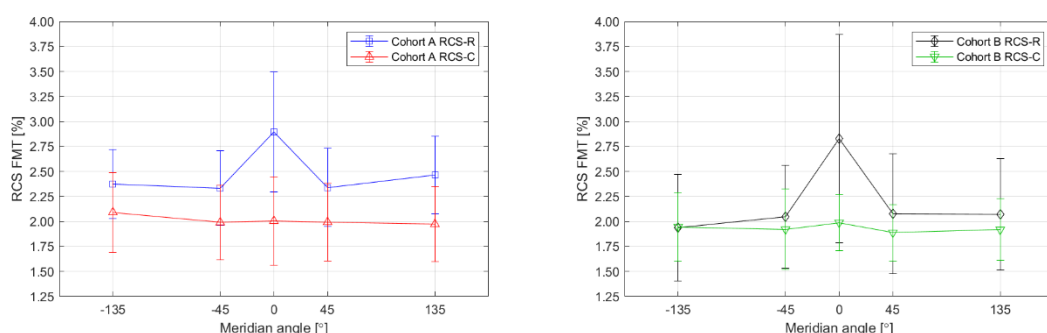 4.00
3.75
3.50
3.25
3.00
2.75
2.50
2.25
2.00
1.75
1.50
1.25
RCS FMT [%]
-135 -45 0 45 135
Meridian angle [°]
Cohort A RCS-R
Cohort A RCS-C
4.00
3.75
3.50
3.25
3.00
2.75
2.50
2.25
2.00
1.75
1.50
1.25
RCS FMT [%]
-135 -45 0 45 135
Meridian angle [°]
Cohort B RCS-R
Cohort B RCS-C